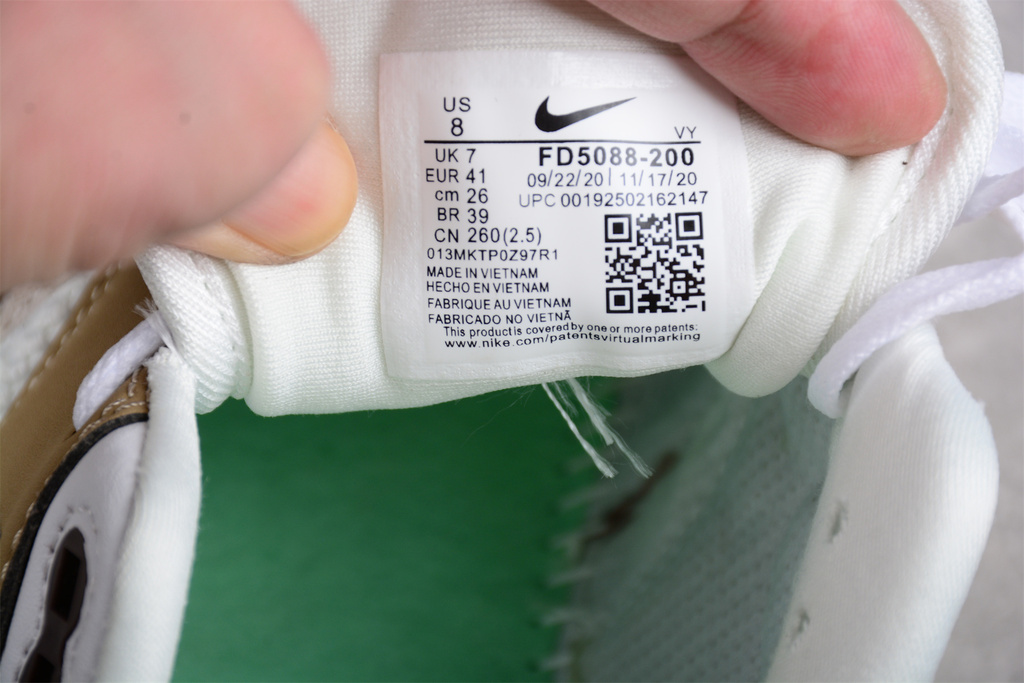 US
8
VY
UK 7
EUR 41
cm 26
BR 39
CN 260(2.5)
FD5088-200
09/22/20 | 11/17/20
UPC 00192502162147
013MKTP0Z97R1
MADE IN VIETNAM
HECHO EN VIETNAM
FABRIQUE AU VIETNAM
FABRICADO NO VIETNÃ
This product is covered by one or more patents:
www.nike.com/patentsvirtualmarking